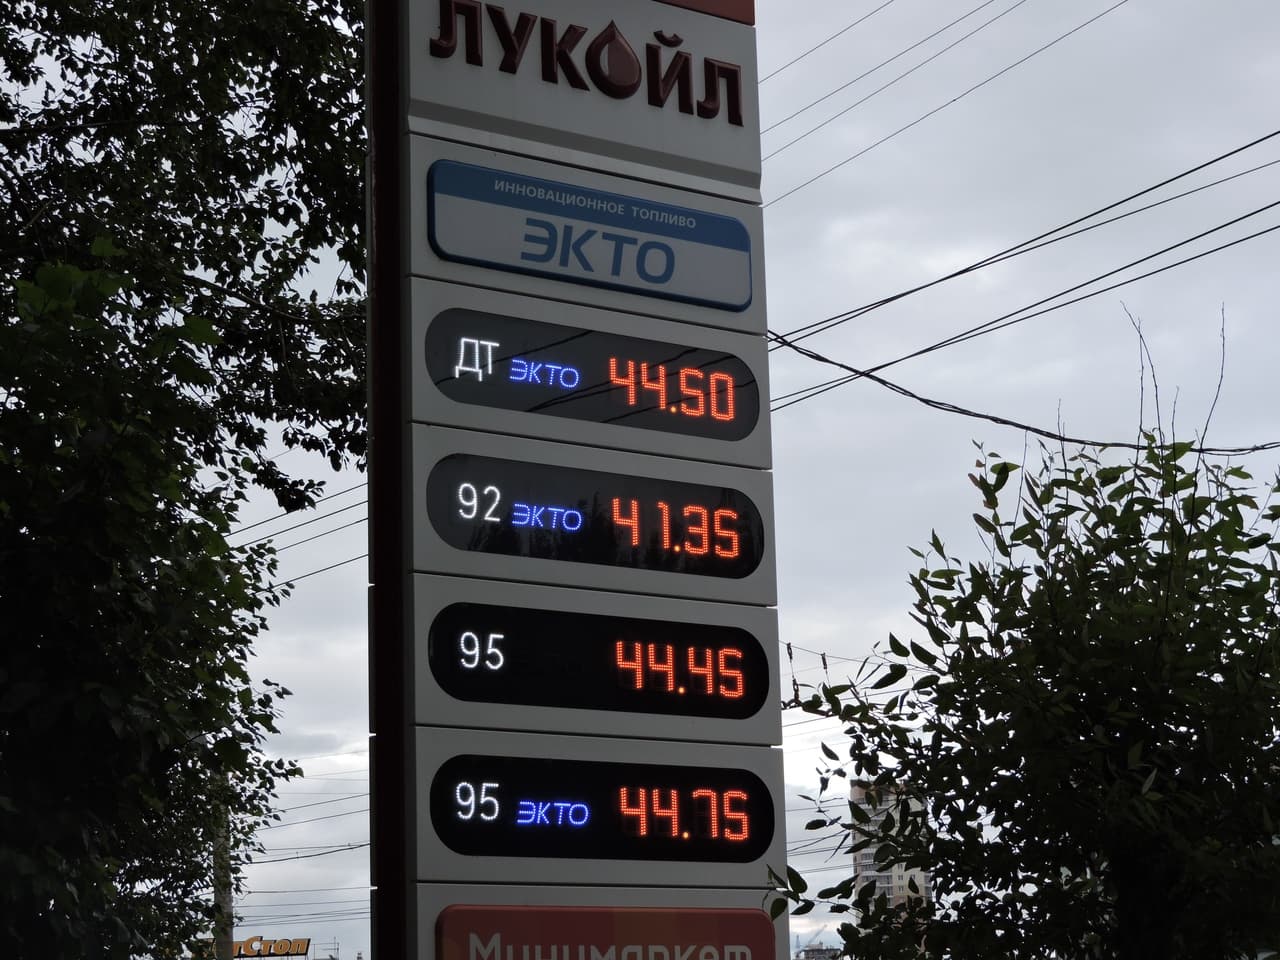 ЛУКОЙЛ
ИННОВАЦИОННОЕ ТОПЛИВО
ЭКТО
ДТ ЭКТО 44.50
92 ЭКТО 41.35
95 44.45
95 ЭКТО 44.75
Минимаркет